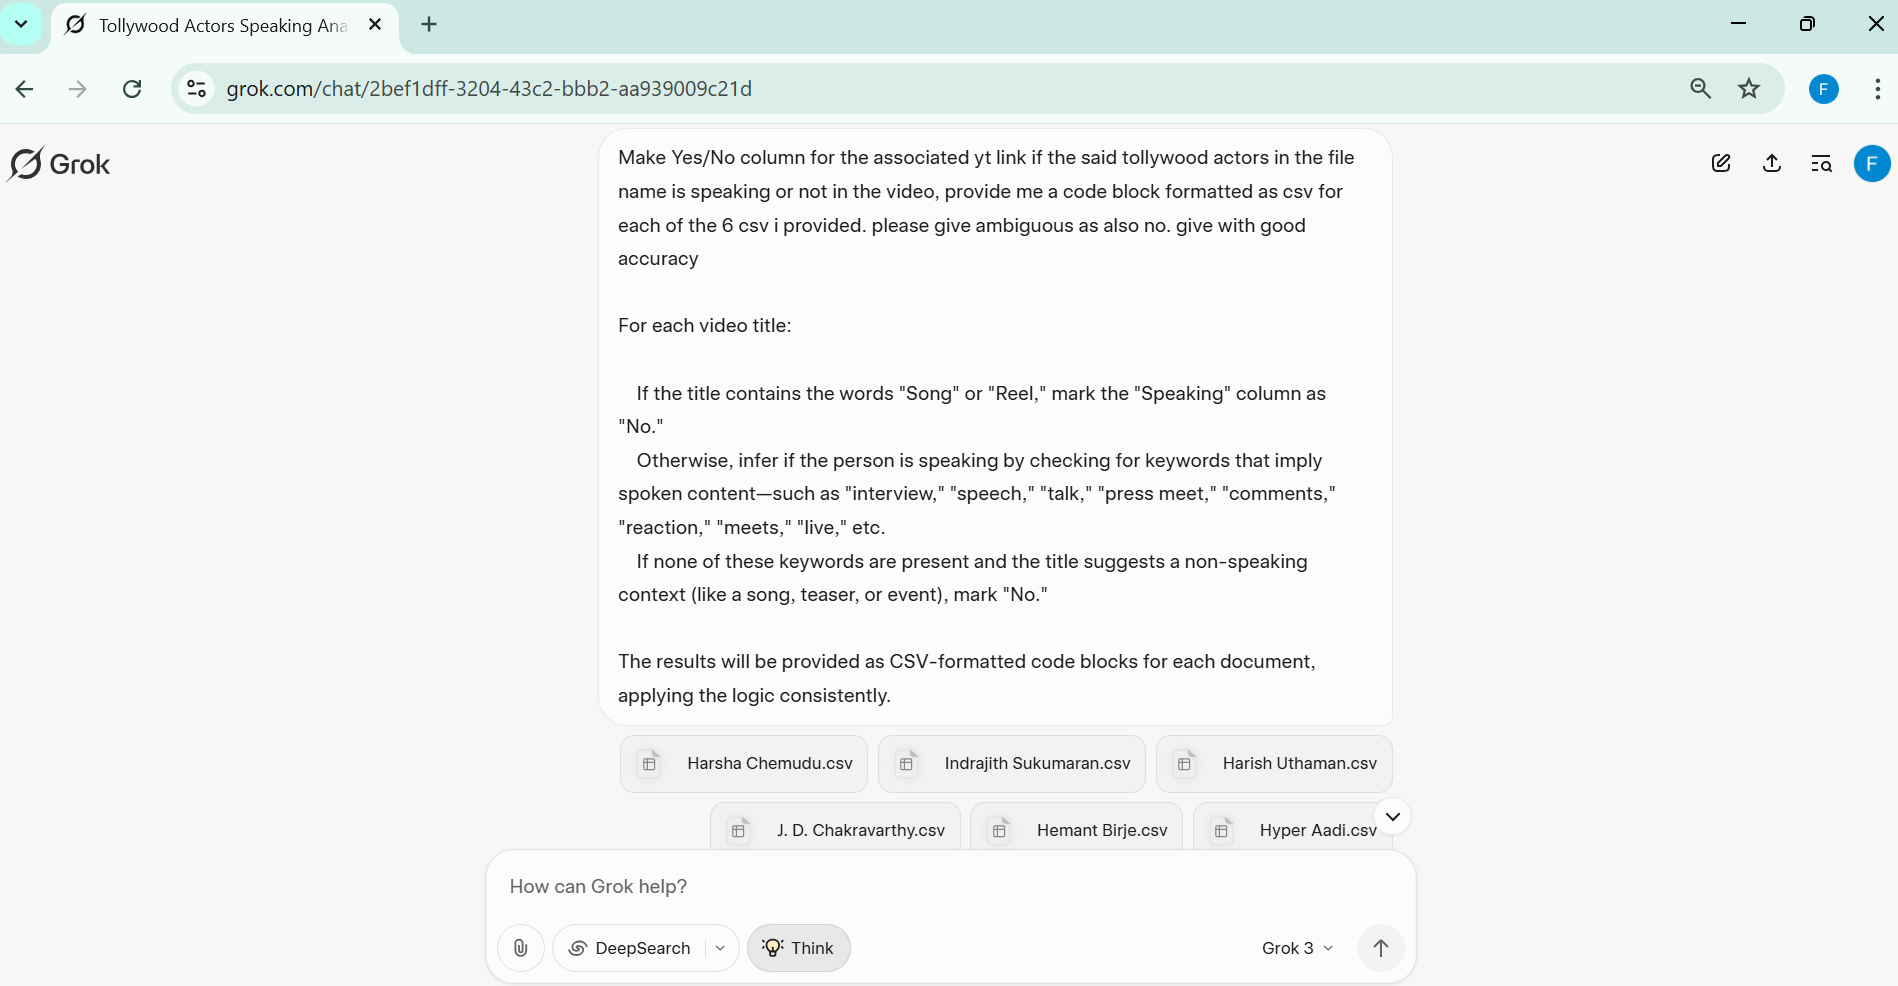 Tollywood Actors Speaking Ana
grok.com/chat/2bef1dff-3204-43c2-bbb2-aa939009c21d
F
Grok
F
Make Yes/No column for the associated yt link if the said tollywood actors in the file
name is speaking or not in the video, provide me a code block formatted as csv for
each of the 6 csv i provided. please give ambiguous as also no. give with good
accuracy
For each video title:
If the title contains the words "Song" or "Reel," mark the "Speaking" column as
"No."
Otherwise, infer if the person is speaking by checking for keywords that imply
spoken content—such as "interview," "speech," "talk," "press meet," "comments,"
"reaction," "meets," "live," etc.
If none of these keywords are present and the title suggests a non-speaking
context (like a song, teaser, or event), mark "No."
The results will be provided as CSV-formatted code blocks for each document,
applying the logic consistently.
Harsha Chemudu.csv
Indrajith Sukumaran.csv
Harish Uthaman.csv
J. D. Chakravarthy.csv
Hemant Birje.csv
Hyper Aadi.csv
How can Grok help?
DeepSearch
Think
Grok 3